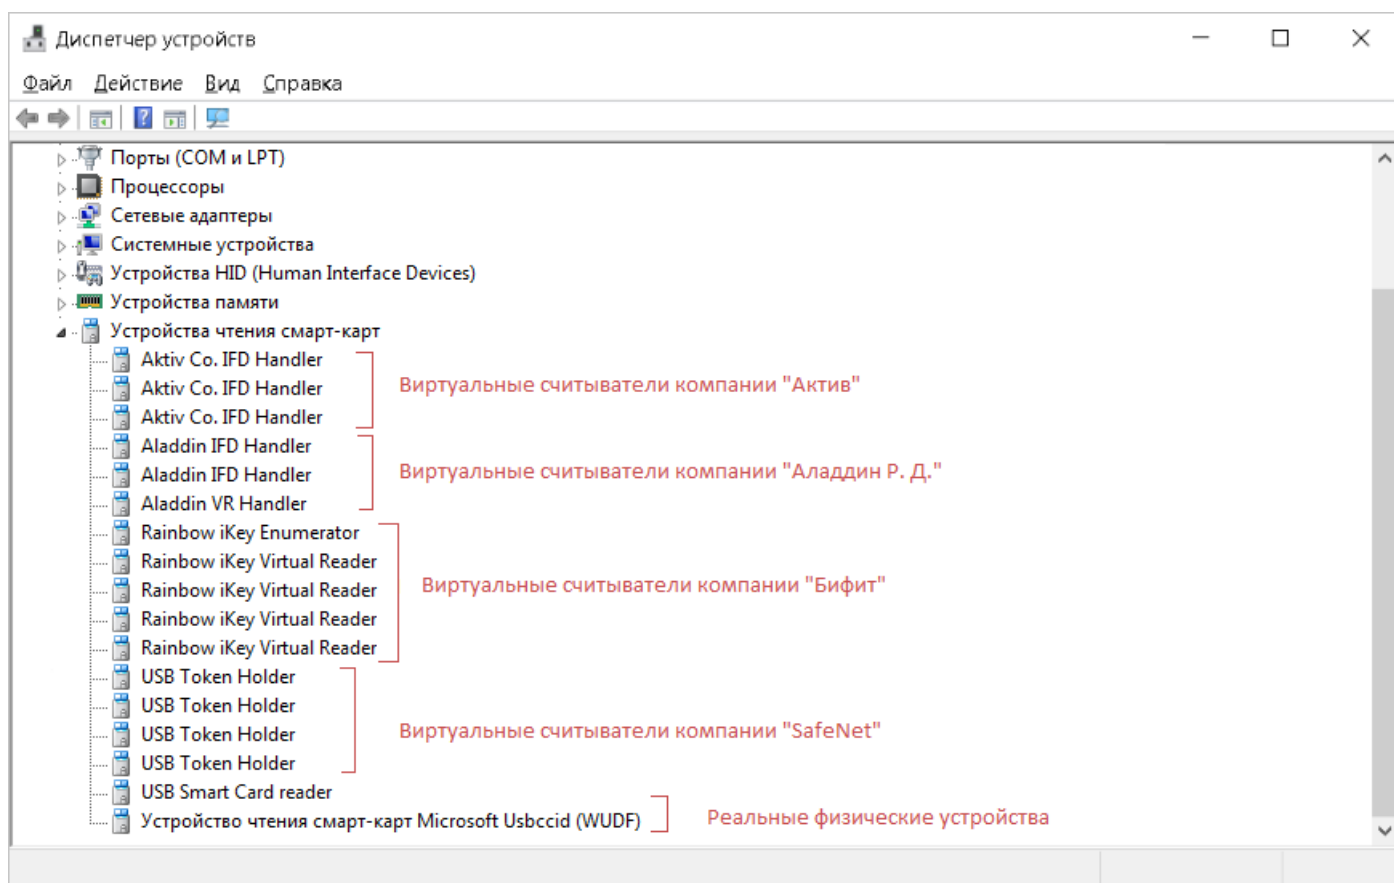 Диспетчер устройств
Файл Действие Вид Справка
Порты (COM и LPT)
Процессоры
Сетевые адаптеры
Системные устройства
Устройства HID (Human Interface Devices)
Устройства памяти
Устройства чтения смарт-карт
Aktiv Co. IFD Handler
Aktiv Co. IFD Handler
Виртуальные считыватели компании "Актив"
Aktiv Co. IFD Handler
Aladdin IFD Handler
Aladdin IFD Handler
Виртуальные считыватели компании "Аладдин Р. Д."
Aladdin VR Handler
Rainbow iKey Enumerator
Rainbow iKey Virtual Reader
Rainbow iKey Virtual Reader
Виртуальные считыватели компании "Бифит"
Rainbow iKey Virtual Reader
Rainbow iKey Virtual Reader
USB Token Holder
USB Token Holder
USB Token Holder
Виртуальные считыватели компании "SafeNet"
USB Token Holder
USB Smart Card reader
Устройство чтения смарт-карт Microsoft Usbccid (WUDF)
Реальные физические устройства